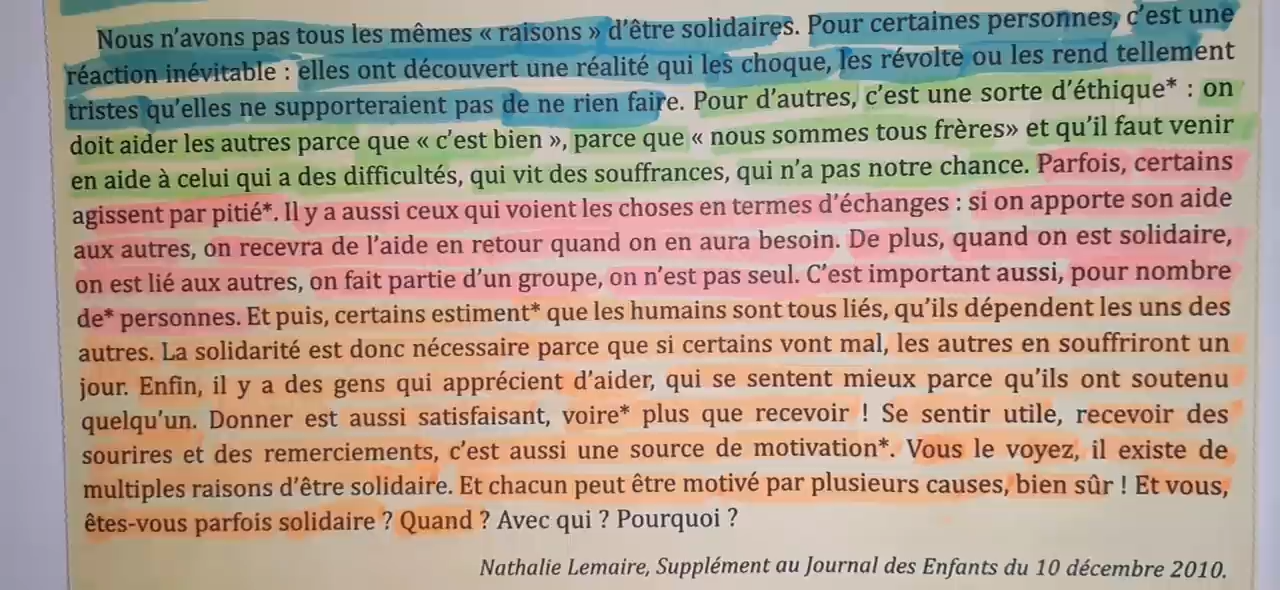 Nous n'avons pas tous les mêmes « raisons » d'être solidaires. Pour certaines personnes, c'est une
réaction inévitable : elles ont découvert une réalité qui les choque, les révolte ou les rend tellement
tristes qu'elles ne supporteraient pas de ne rien faire. Pour d'autres, c'est une sorte d'éthique* : on
doit aider les autres parce que « c'est bien », parce que « nous sommes tous frères» et qu'il faut venir
en aide à celui qui a des difficultés, qui vit des souffrances, qui n'a pas notre chance. Parfois, certains
agissent par pitié*. Il y a aussi ceux qui voient les choses en termes d'échanges : si on apporte son aide
aux autres, on recevra de l'aide en retour quand on en aura besoin. De plus, quand on est solidaire,
on est lié aux autres, on fait partie d'un groupe, on n'est pas seul. C'est important aussi, pour nombre
de* personnes. Et puis, certains estiment* que les humains sont tous liés, qu'ils dépendent les uns des
autres. La solidarité est donc nécessaire parce que si certains vont mal, les autres en souffriront un
jour. Enfin, il y a des gens qui apprécient d'aider, qui se sentent mieux parce qu'ils ont soutenu
quelqu'un. Donner est aussi satisfaisant, voire* plus que recevoir ! Se sentir utile, recevoir des
sourires et des remerciements, c'est aussi une source de motivation*. Vous le voyez, il existe de
multiples raisons d'être solidaire. Et chacun peut être motivé par plusieurs causes, bien sûr ! Et vous,
êtes-vous parfois solidaire ? Quand ? Avec qui ? Pourquoi ?
Nathalie Lemaire, Supplément au Journal des Enfants du 10 décembre 2010.